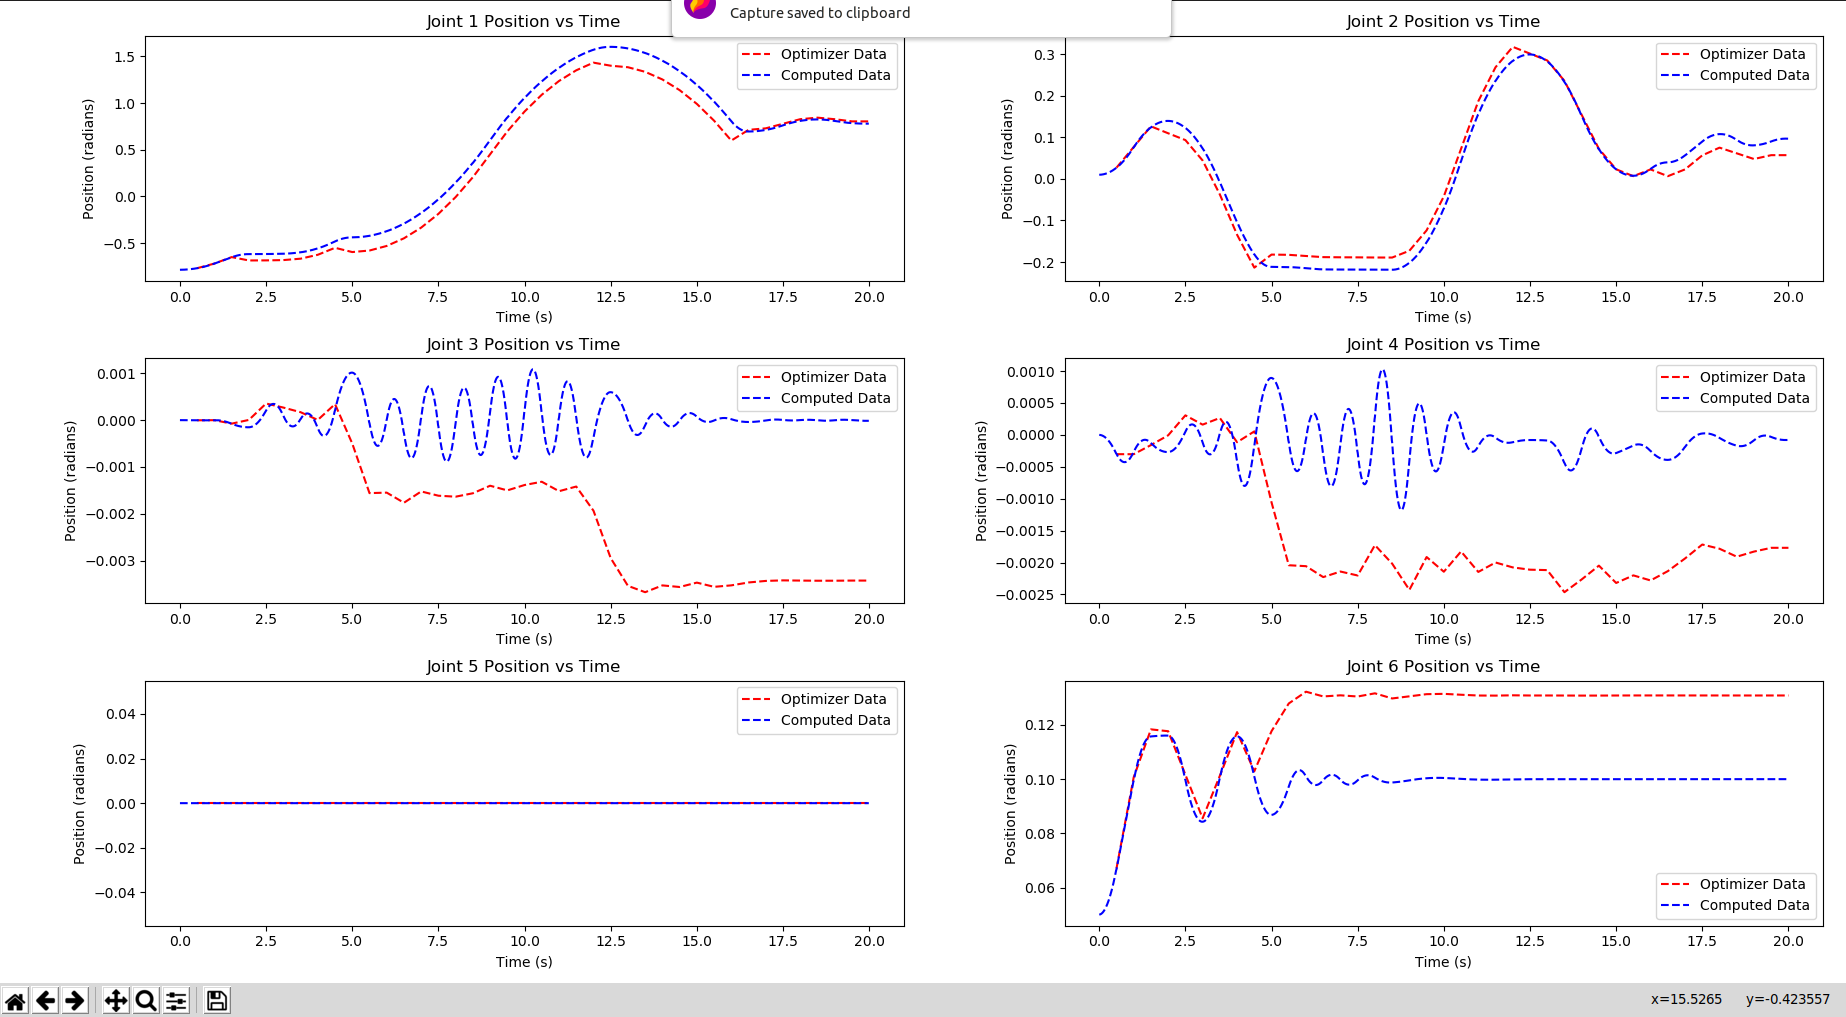 Capture saved to clipboard
Joint 1 Position vs Time
Optimizer Data
Computed Data
Position (radians)
1.5
1.0
0.5
0.0
−0.5
0.0 2.5 5.0 7.5 10.0 12.5 15.0 17.5 20.0
Time (s)
Joint 2 Position vs Time
Optimizer Data
Computed Data
Position (radians)
0.3
0.2
0.1
0.0
−0.1
−0.2
0.0 2.5 5.0 7.5 10.0 12.5 15.0 17.5 20.0
Time (s)
Joint 3 Position vs Time
Optimizer Data
Computed Data
Position (radians)
0.001
0.000
−0.001
−0.002
−0.003
0.0 2.5 5.0 7.5 10.0 12.5 15.0 17.5 20.0
Time (s)
Joint 4 Position vs Time
Optimizer Data
Computed Data
Position (radians)
0.0010
0.0005
0.0000
−0.0005
−0.0010
−0.0015
−0.0020
−0.0025
0.0 2.5 5.0 7.5 10.0 12.5 15.0 17.5 20.0
Time (s)
Joint 5 Position vs Time
Optimizer Data
Computed Data
Position (radians)
0.04
0.02
0.00
−0.02
−0.04
0.0 2.5 5.0 7.5 10.0 12.5 15.0 17.5 20.0
Time (s)
Joint 6 Position vs Time
Position (radians)
0.12
0.10
0.08
0.06
Optimizer Data
Computed Data
0.0 2.5 5.0 7.5 10.0 12.5 15.0 17.5 20.0
Time (s)
x=15.5265 y=-0.423557